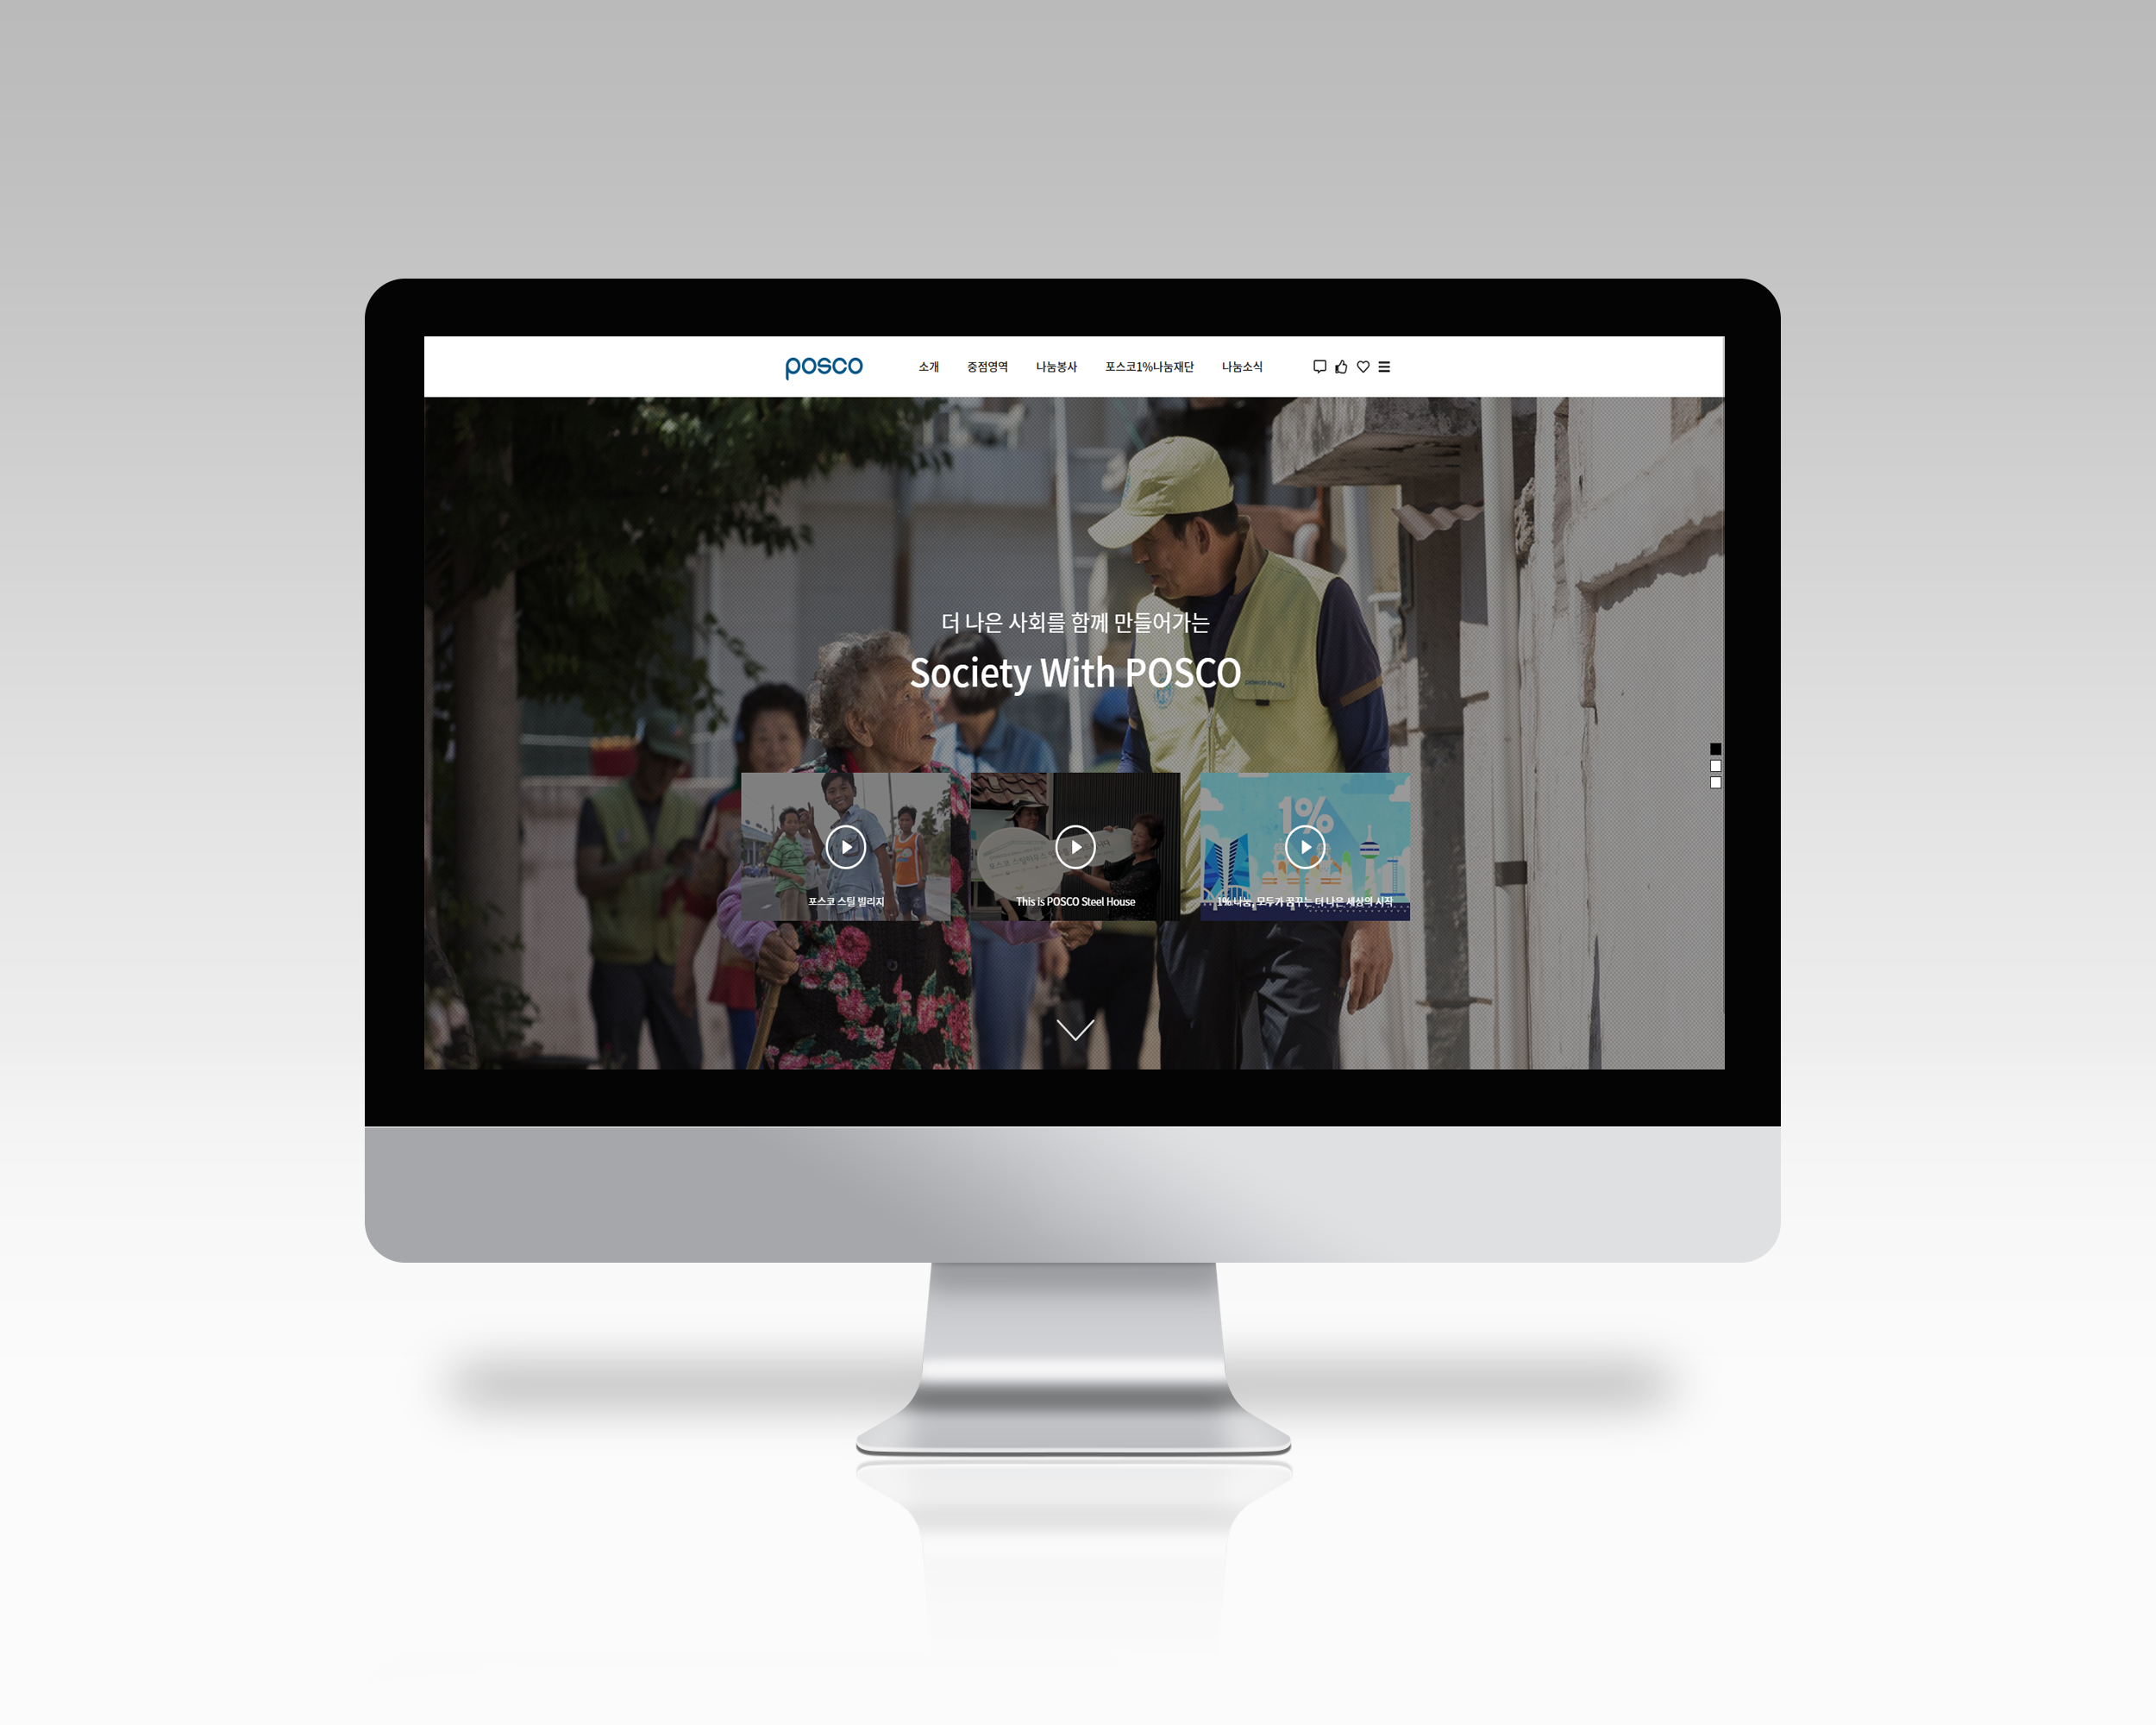 posco
소개 중점영역 나눔봉사 포스코1%나눔재단 나눔소식
더 나은 사회를 함께 만들어가는
Society With POSCO
posco family
1%
포스코 스틸 빌리지
This is POSCO Steel House
1% 나눔, 모두가 꿈꾸는 더 나은 세상의 시작